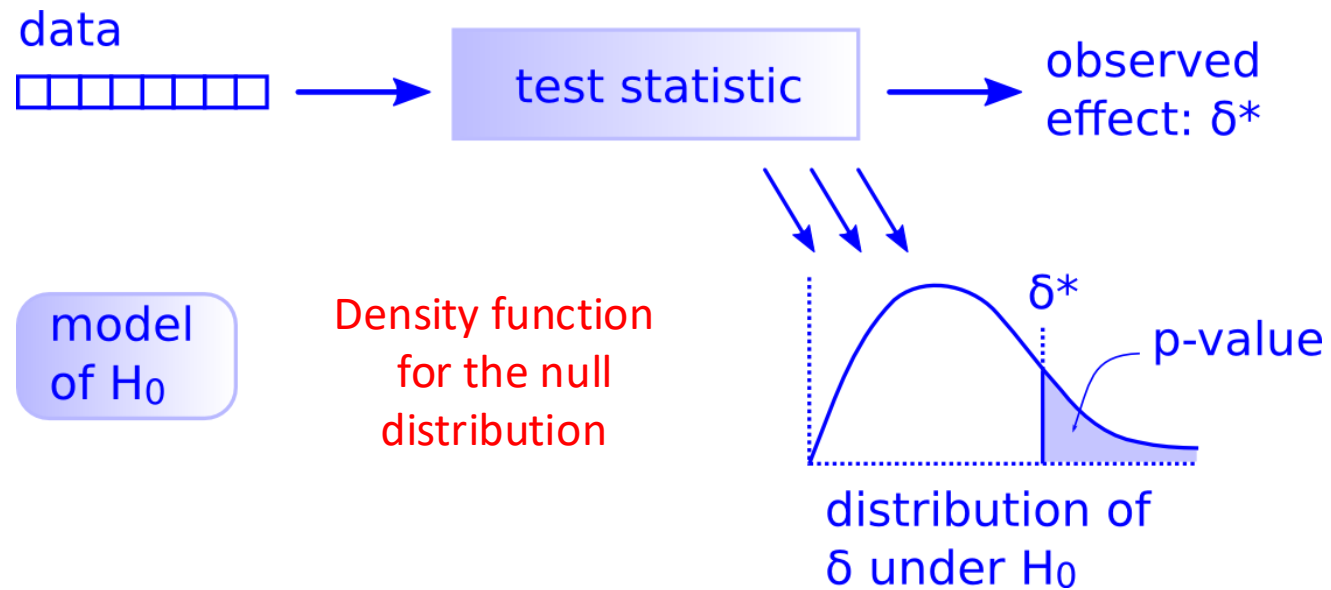 data
test statistic
observed
effect: δ*
model
of H₀
Density function
for the null
distribution
δ*
p-value
distribution of
δ under H₀